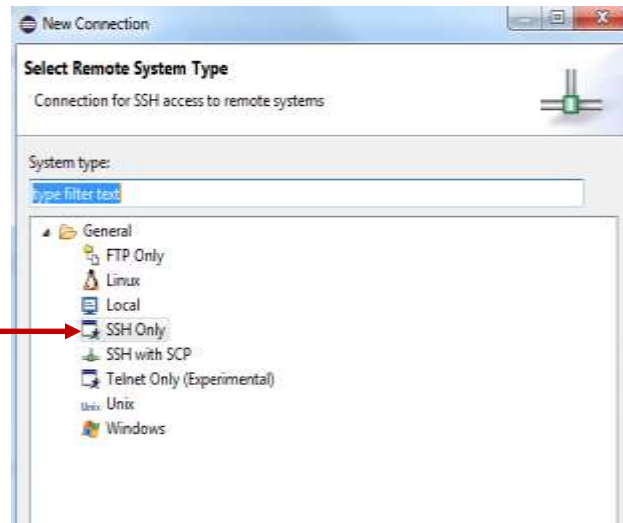 New Connection
Select Remote System Type
Connection for SSH access to remote systems
System type:
type filter text
General
FTP Only
Linux
Local
SSH Only
SSH with SCP
Telnet Only (Experimental)
Unix Unix
Windows